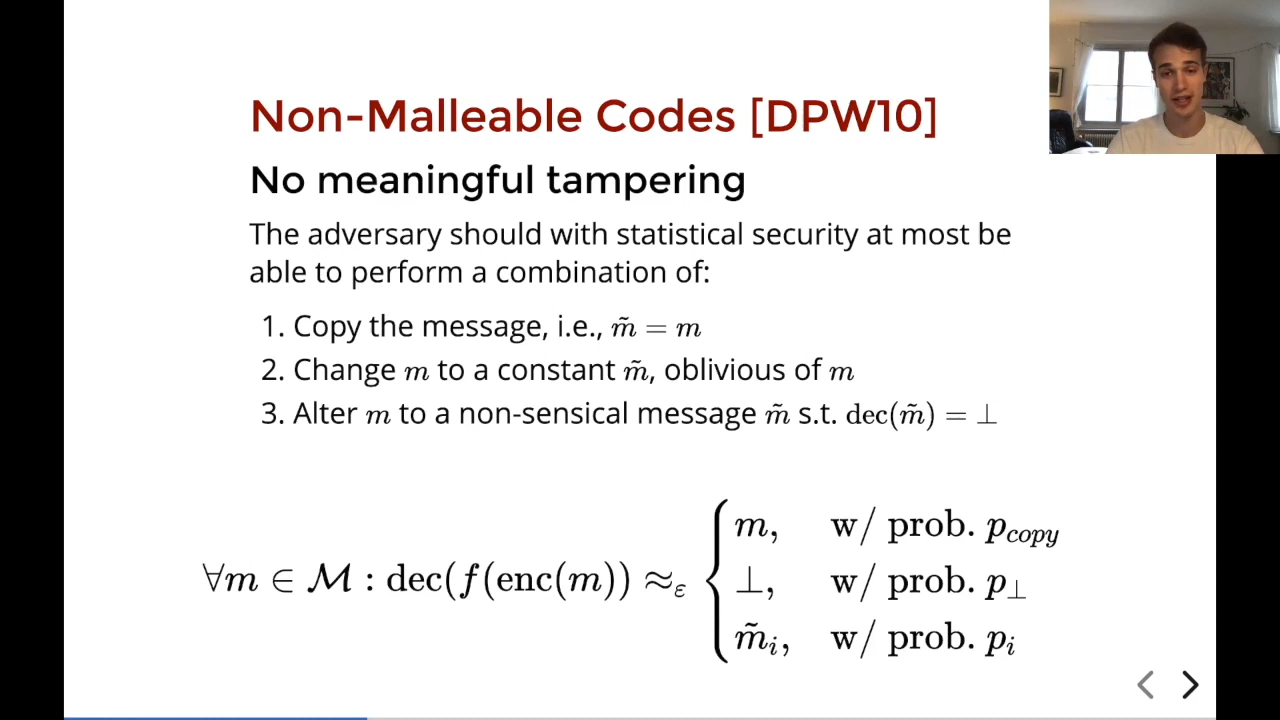 Non-Malleable Codes [DPW10]
No meaningful tampering
The adversary should with statistical security at most be
able to perform a combination of:
1. Copy the message, i.e., m̃ = m
2. Change m to a constant m̃, oblivious of m
3. Alter m to a non-sensical message m̃ s.t. dec(m̃) = ⊥
∀m ∈ ℳ : dec(f(enc(m)) ≈ε { m, w/ prob. p_copy
⊥, w/ prob. p_⊥
m̃_i, w/ prob. p_i